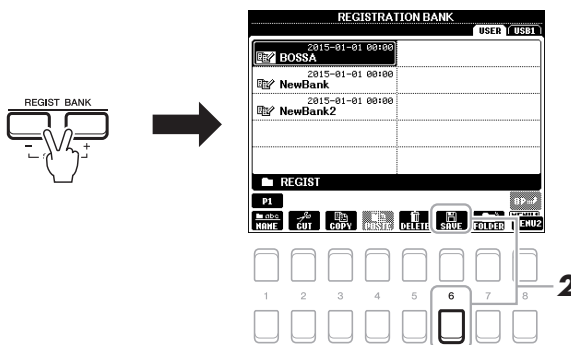 REGISTRATION BANK
USER USB1
2015-01-01 00:00
BOSSA
2015-01-01 00:00
NewBank
2015-01-01 00:00
NewBank2
REGIST BANK
- +
REGIST
P1
abc
NAME CUT COPY PASTE DELETE SAVE FOLDER MENU2
1 2 3 4 5 6 7 8
2